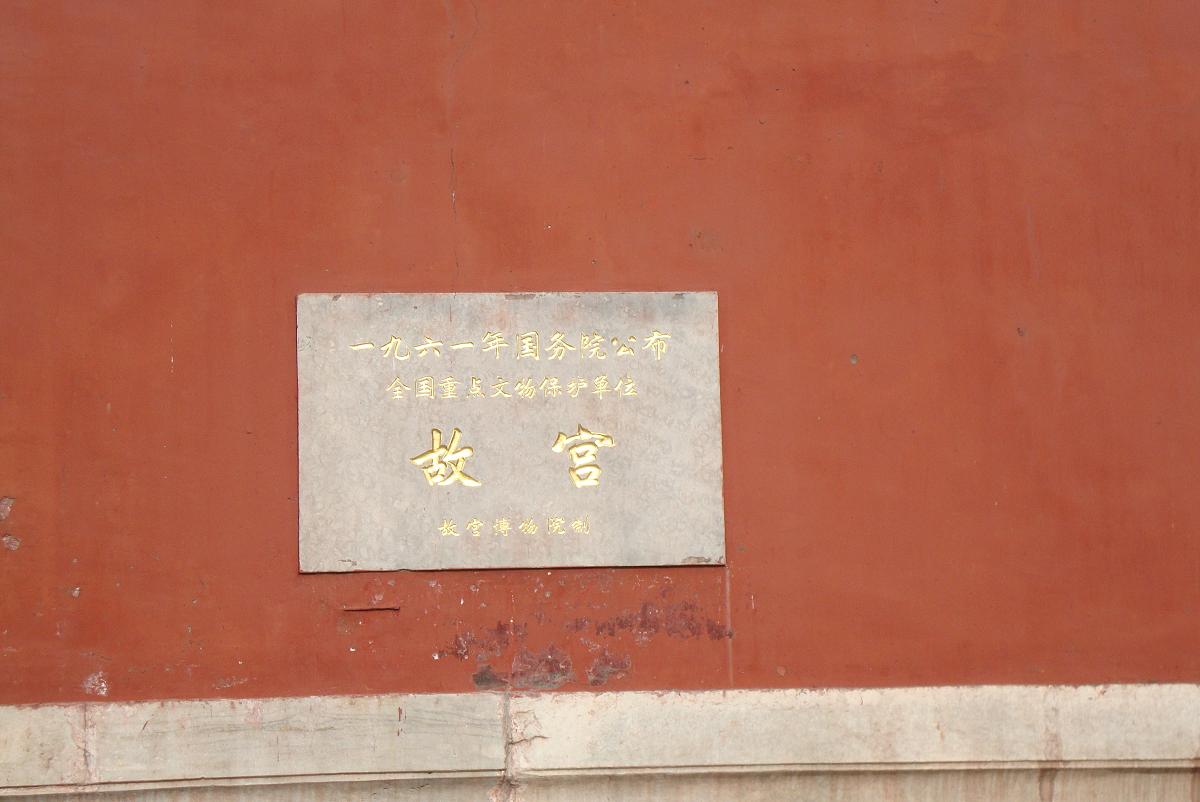 一九六一年国务院公布
全国重点文物保护单位
故宫
故宫博物院制